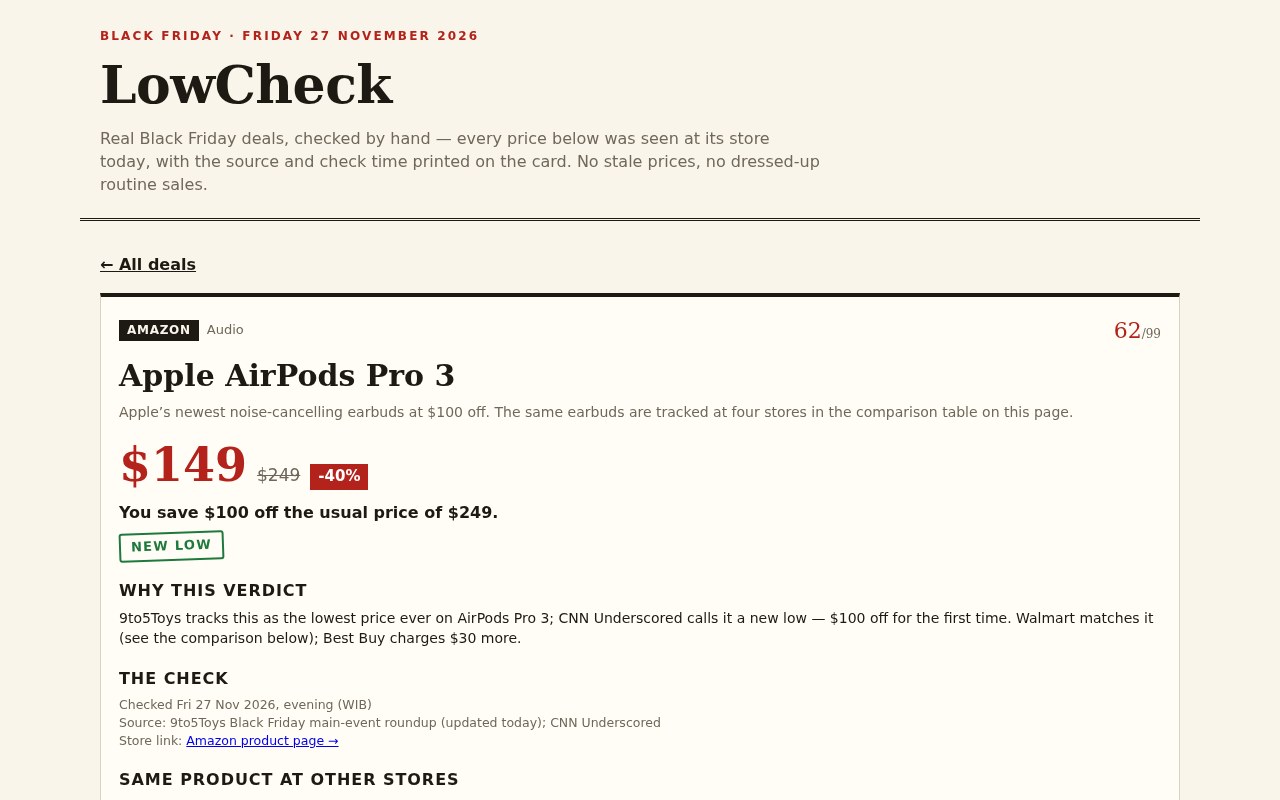 BLACK FRIDAY · FRIDAY 27 NOVEMBER 2026
LowCheck
Real Black Friday deals, checked by hand — every price below was seen at its store
today, with the source and check time printed on the card. No stale prices, no dressed-up
routine sales.
← All deals
AMAZON Audio 62/99
Apple AirPods Pro 3
Apple’s newest noise-cancelling earbuds at $100 off. The same earbuds are tracked at four stores in the comparison table on this page.
$149 $249 -40%
You save $100 off the usual price of $249.
NEW LOW
WHY THIS VERDICT
9to5Toys tracks this as the lowest price ever on AirPods Pro 3; CNN Underscored calls it a new low — $100 off for the first time. Walmart matches it
(see the comparison below); Best Buy charges $30 more.
THE CHECK
Checked Fri 27 Nov 2026, evening (WIB)
Source: 9to5Toys Black Friday main-event roundup (updated today); CNN Underscored
Store link: Amazon product page →
SAME PRODUCT AT OTHER STORES